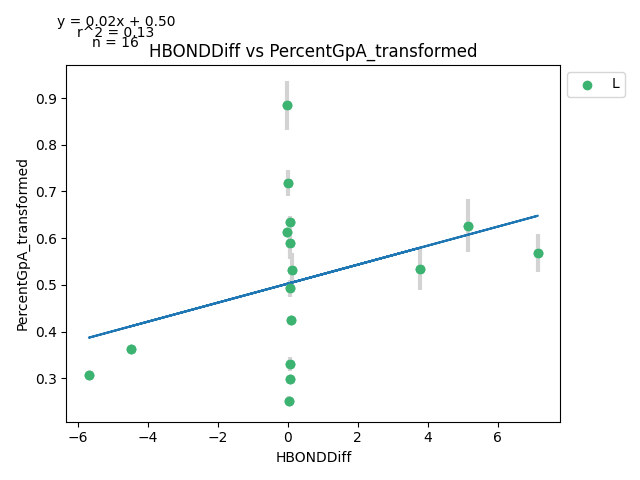 y = 0.02x + 0.50
r^2 = 0.13
n = 16
HBONDDiff vs PercentGpA_transformed
L
PercentGpA_transformed
0.9
0.8
0.7
0.6
0.5
0.4
0.3
−6
−4
−2
0
2
4
6
HBONDDiff